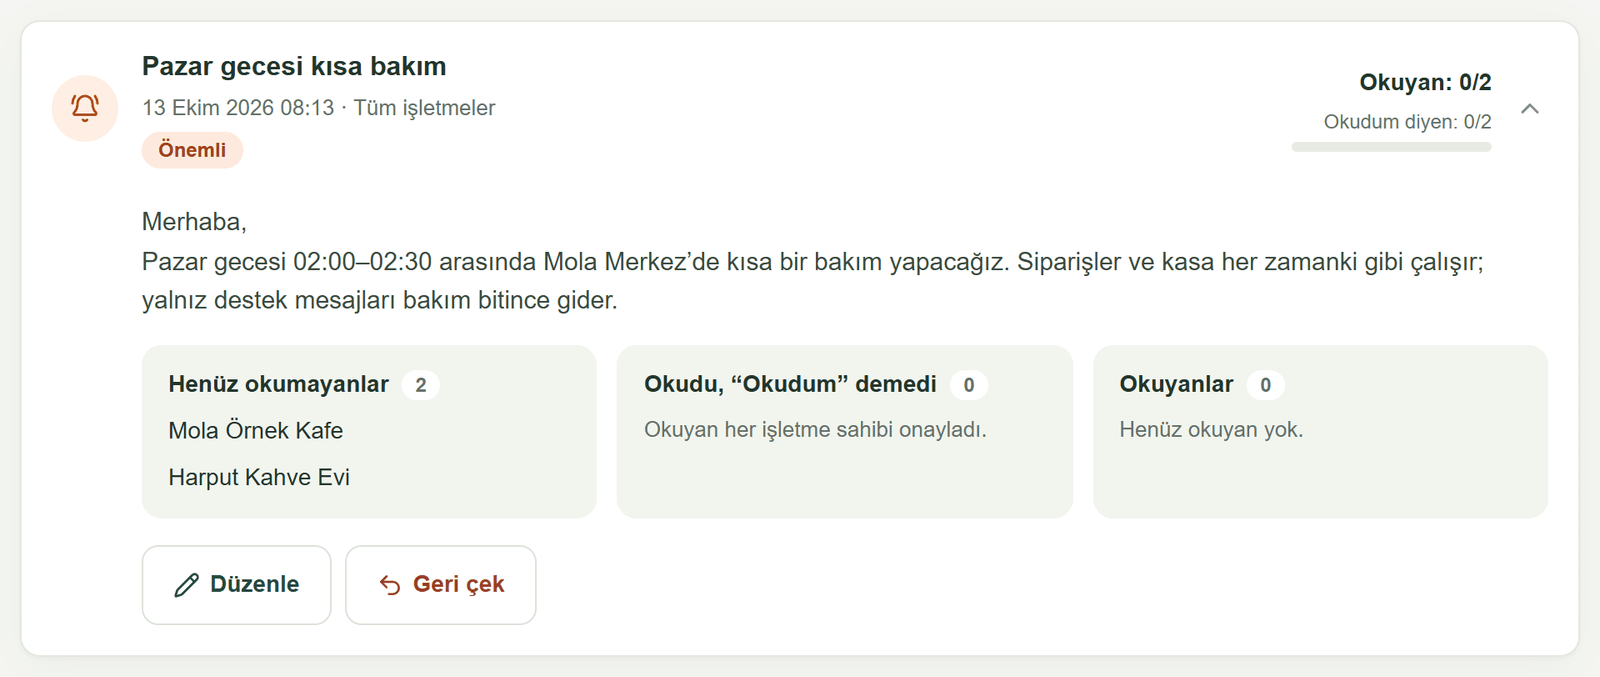 Pazar gecesi kısa bakım
13 Ekim 2026 08:13 · Tüm işletmeler
Önemli
Okuyan: 0/2
Okudum diyen: 0/2
Merhaba,
Pazar gecesi 02:00–02:30 arasında Mola Merkez’de kısa bir bakım yapacağız. Siparişler ve kasa her zamanki gibi çalışır;
yalnız destek mesajları bakım bitince gider.
Henüz okumayanlar 2
Mola Örnek Kafe
Harput Kahve Evi
Okudu, “Okudum” demedi 0
Okuyan her işletme sahibi onayladı.
Okuyanlar 0
Henüz okuyan yok.
Düzenle
Geri çek